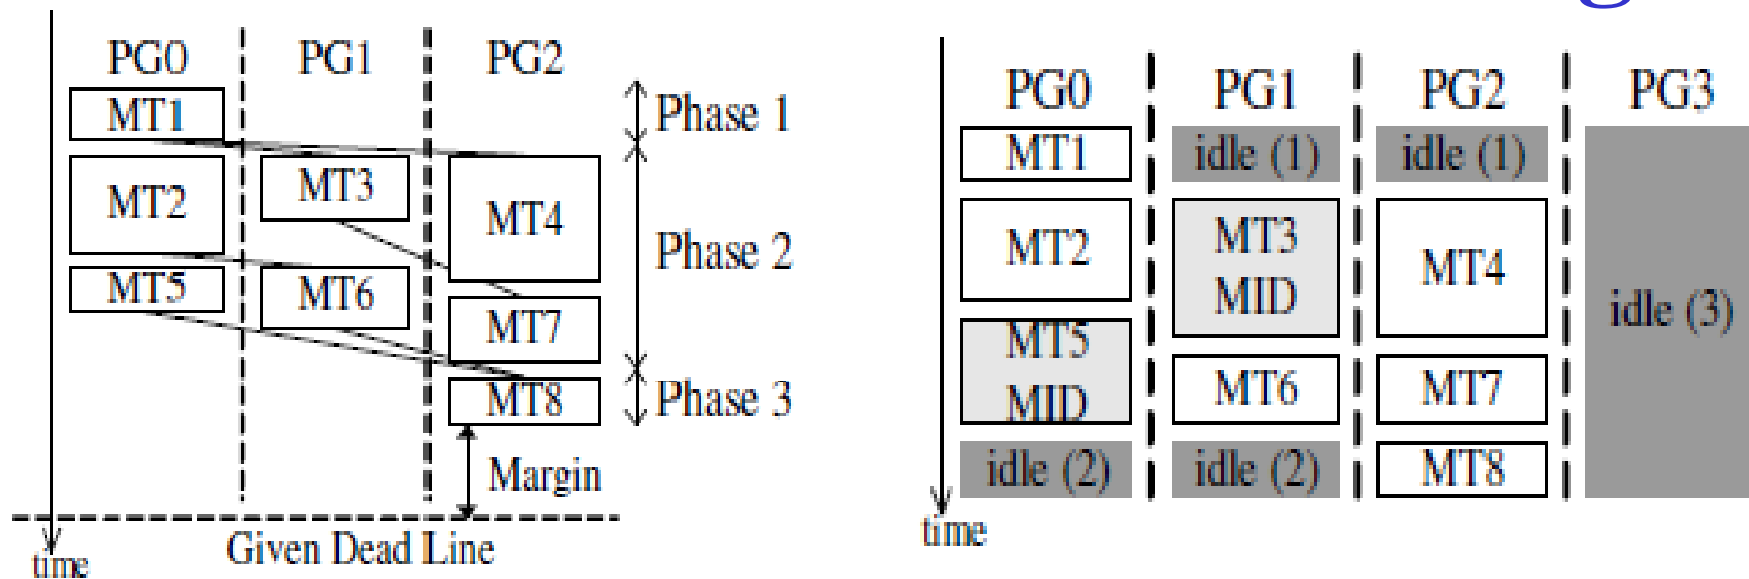 PG0 PG1 PG2
MT1
Phase 1
MT2
MT3
MT4
Phase 2
MT5
MT6
MT7
MT8
Phase 3
Margin
Given Dead Line
time
PG0 PG1 PG2 PG3
MT1
idle (1)
idle (1)
MT2
MT3
MID
MT4
idle (3)
MT5
MID
MT6
MT7
idle (2)
idle (2)
MT8
time